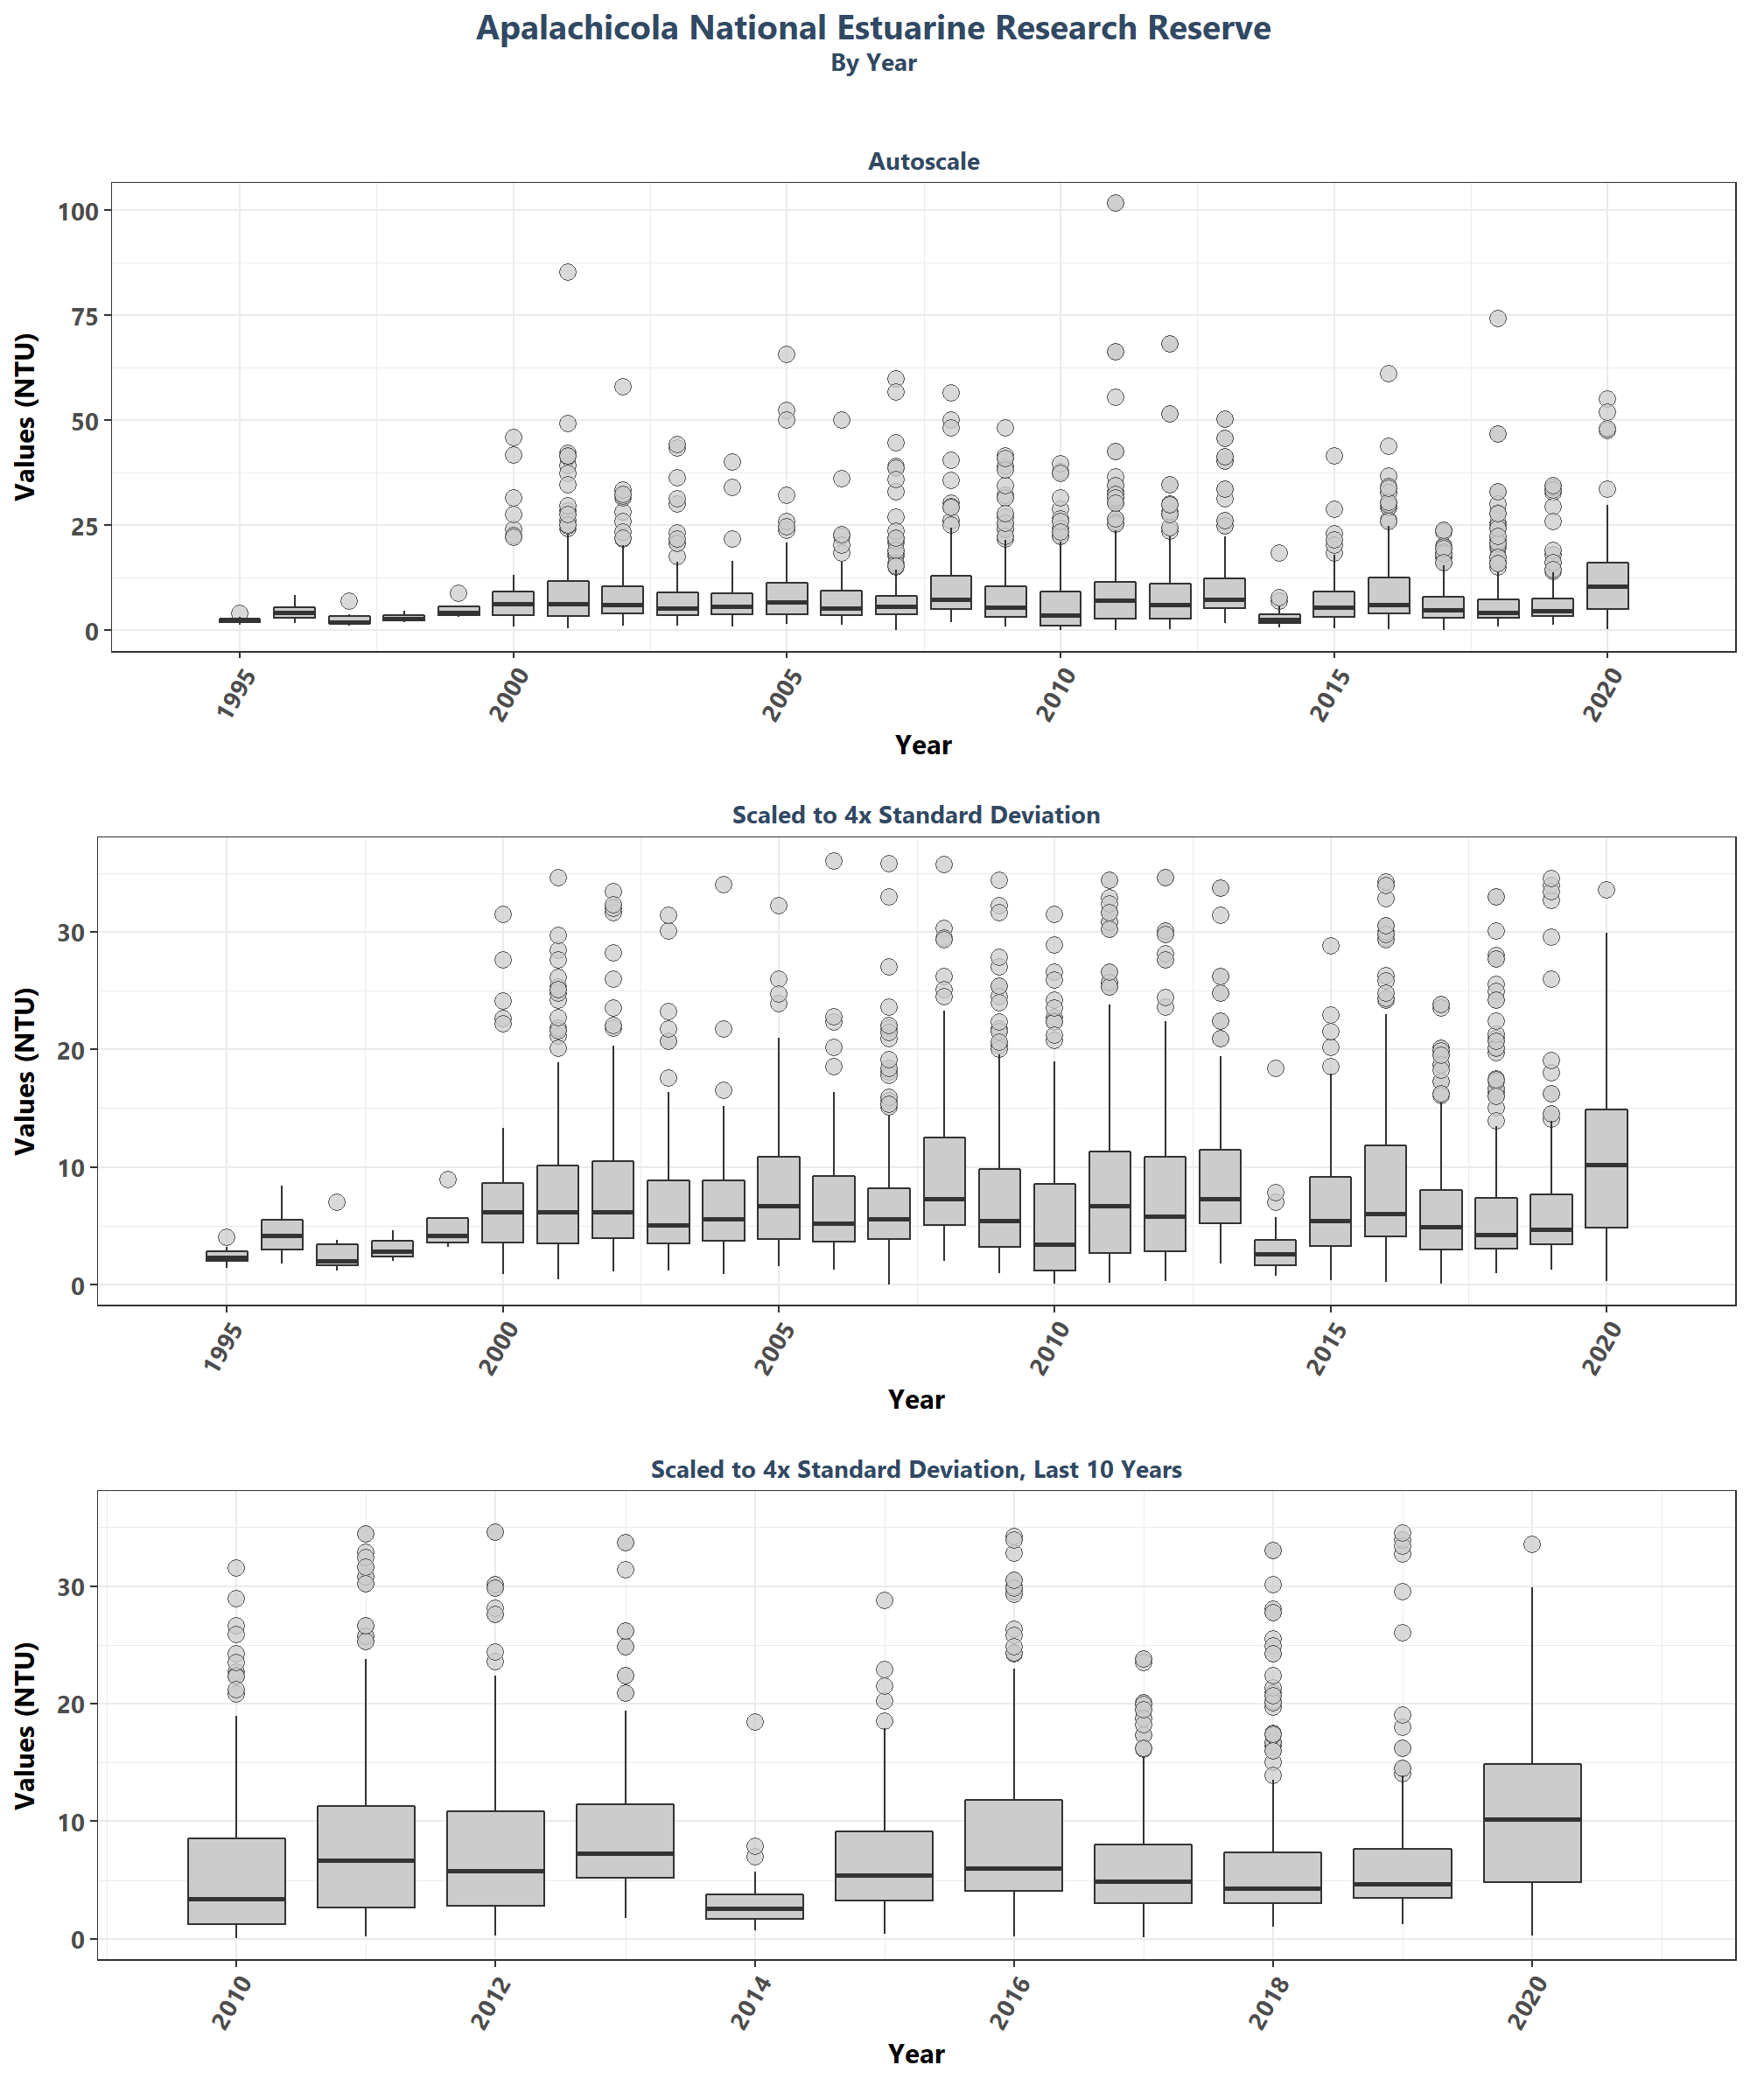 Apalachicola National Estuarine Research Reserve
By Year
Autoscale
Values (NTU)
100
75
50
25
0
1995
2000
2005
2010
2015
2020
Year
Scaled to 4x Standard Deviation
Values (NTU)
30
20
10
0
1995
2000
2005
2010
2015
2020
Year
Scaled to 4x Standard Deviation, Last 10 Years
Values (NTU)
30
20
10
0
2010
2012
2014
2016
2018
2020
Year